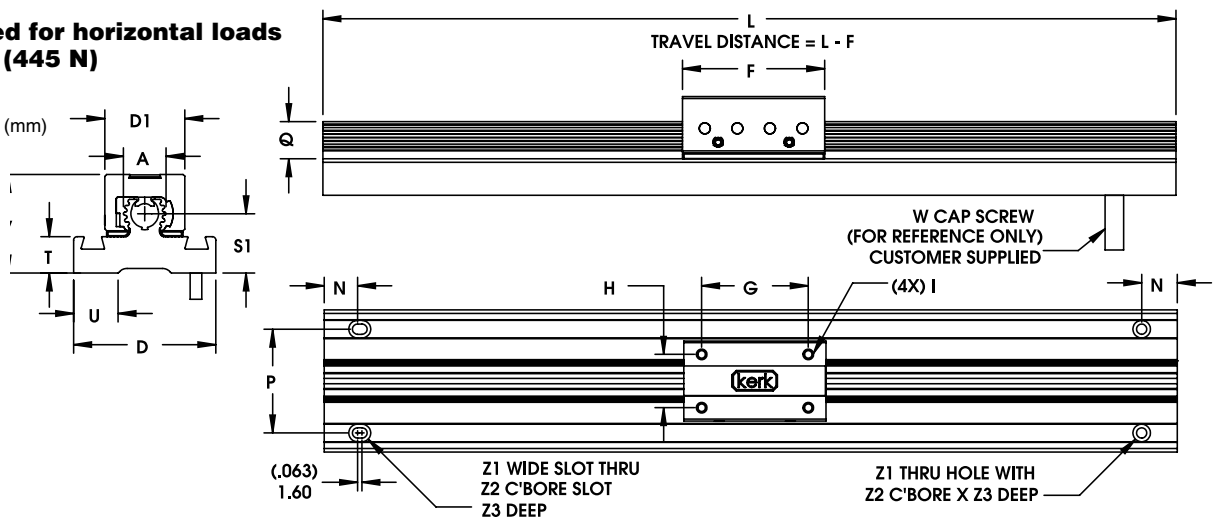 ed for horizontal loads
(445 N)
(mm)
D1
A
T
S1
U
D
L
TRAVEL DISTANCE = L - F
F
Q
W CAP SCREW
(FOR REFERENCE ONLY)
CUSTOMER SUPPLIED
N
H
G
(4X) I
N
P
kerk
(.063)
1.60
Z1 WIDE SLOT THRU
Z2 C'BORE SLOT
Z3 DEEP
Z1 THRU HOLE WITH
Z2 C'BORE X Z3 DEEP